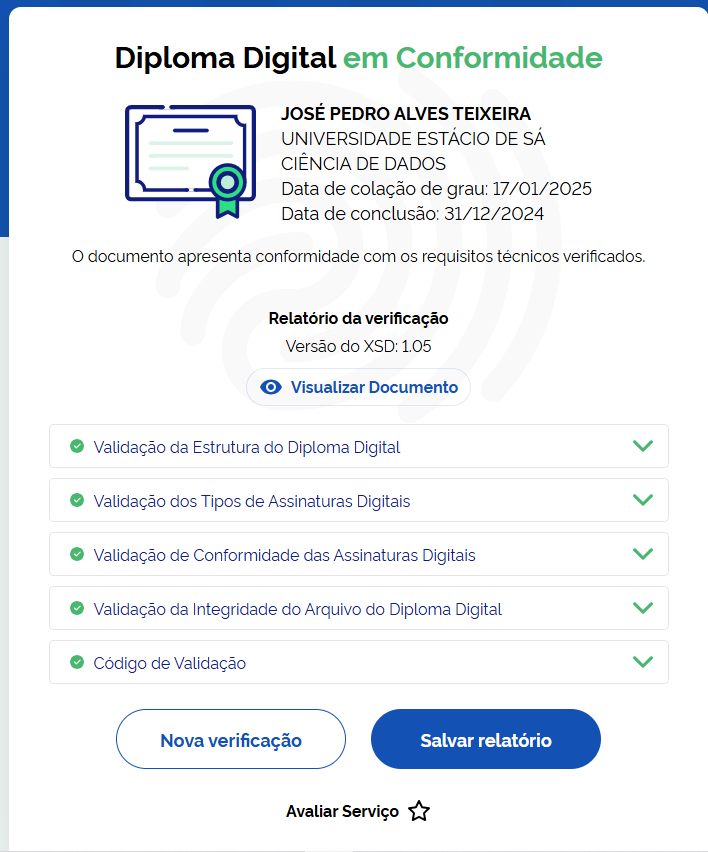 Diploma Digital em Conformidade
JOSÉ PEDRO ALVES TEIXEIRA
UNIVERSIDADE ESTÁCIO DE SÁ
CIÊNCIA DE DADOS
Data de colação de grau: 17/01/2025
Data de conclusão: 31/12/2024
O documento apresenta conformidade com os requisitos técnicos verificados.
Relatório da verificação
Versão do XSD: 1.05
Visualizar Documento
Validação da Estrutura do Diploma Digital
Validação dos Tipos de Assinaturas Digitais
Validação de Conformidade das Assinaturas Digitais
Validação da Integridade do Arquivo do Diploma Digital
Código de Validação
Nova verificação
Salvar relatório
Avaliar Serviço